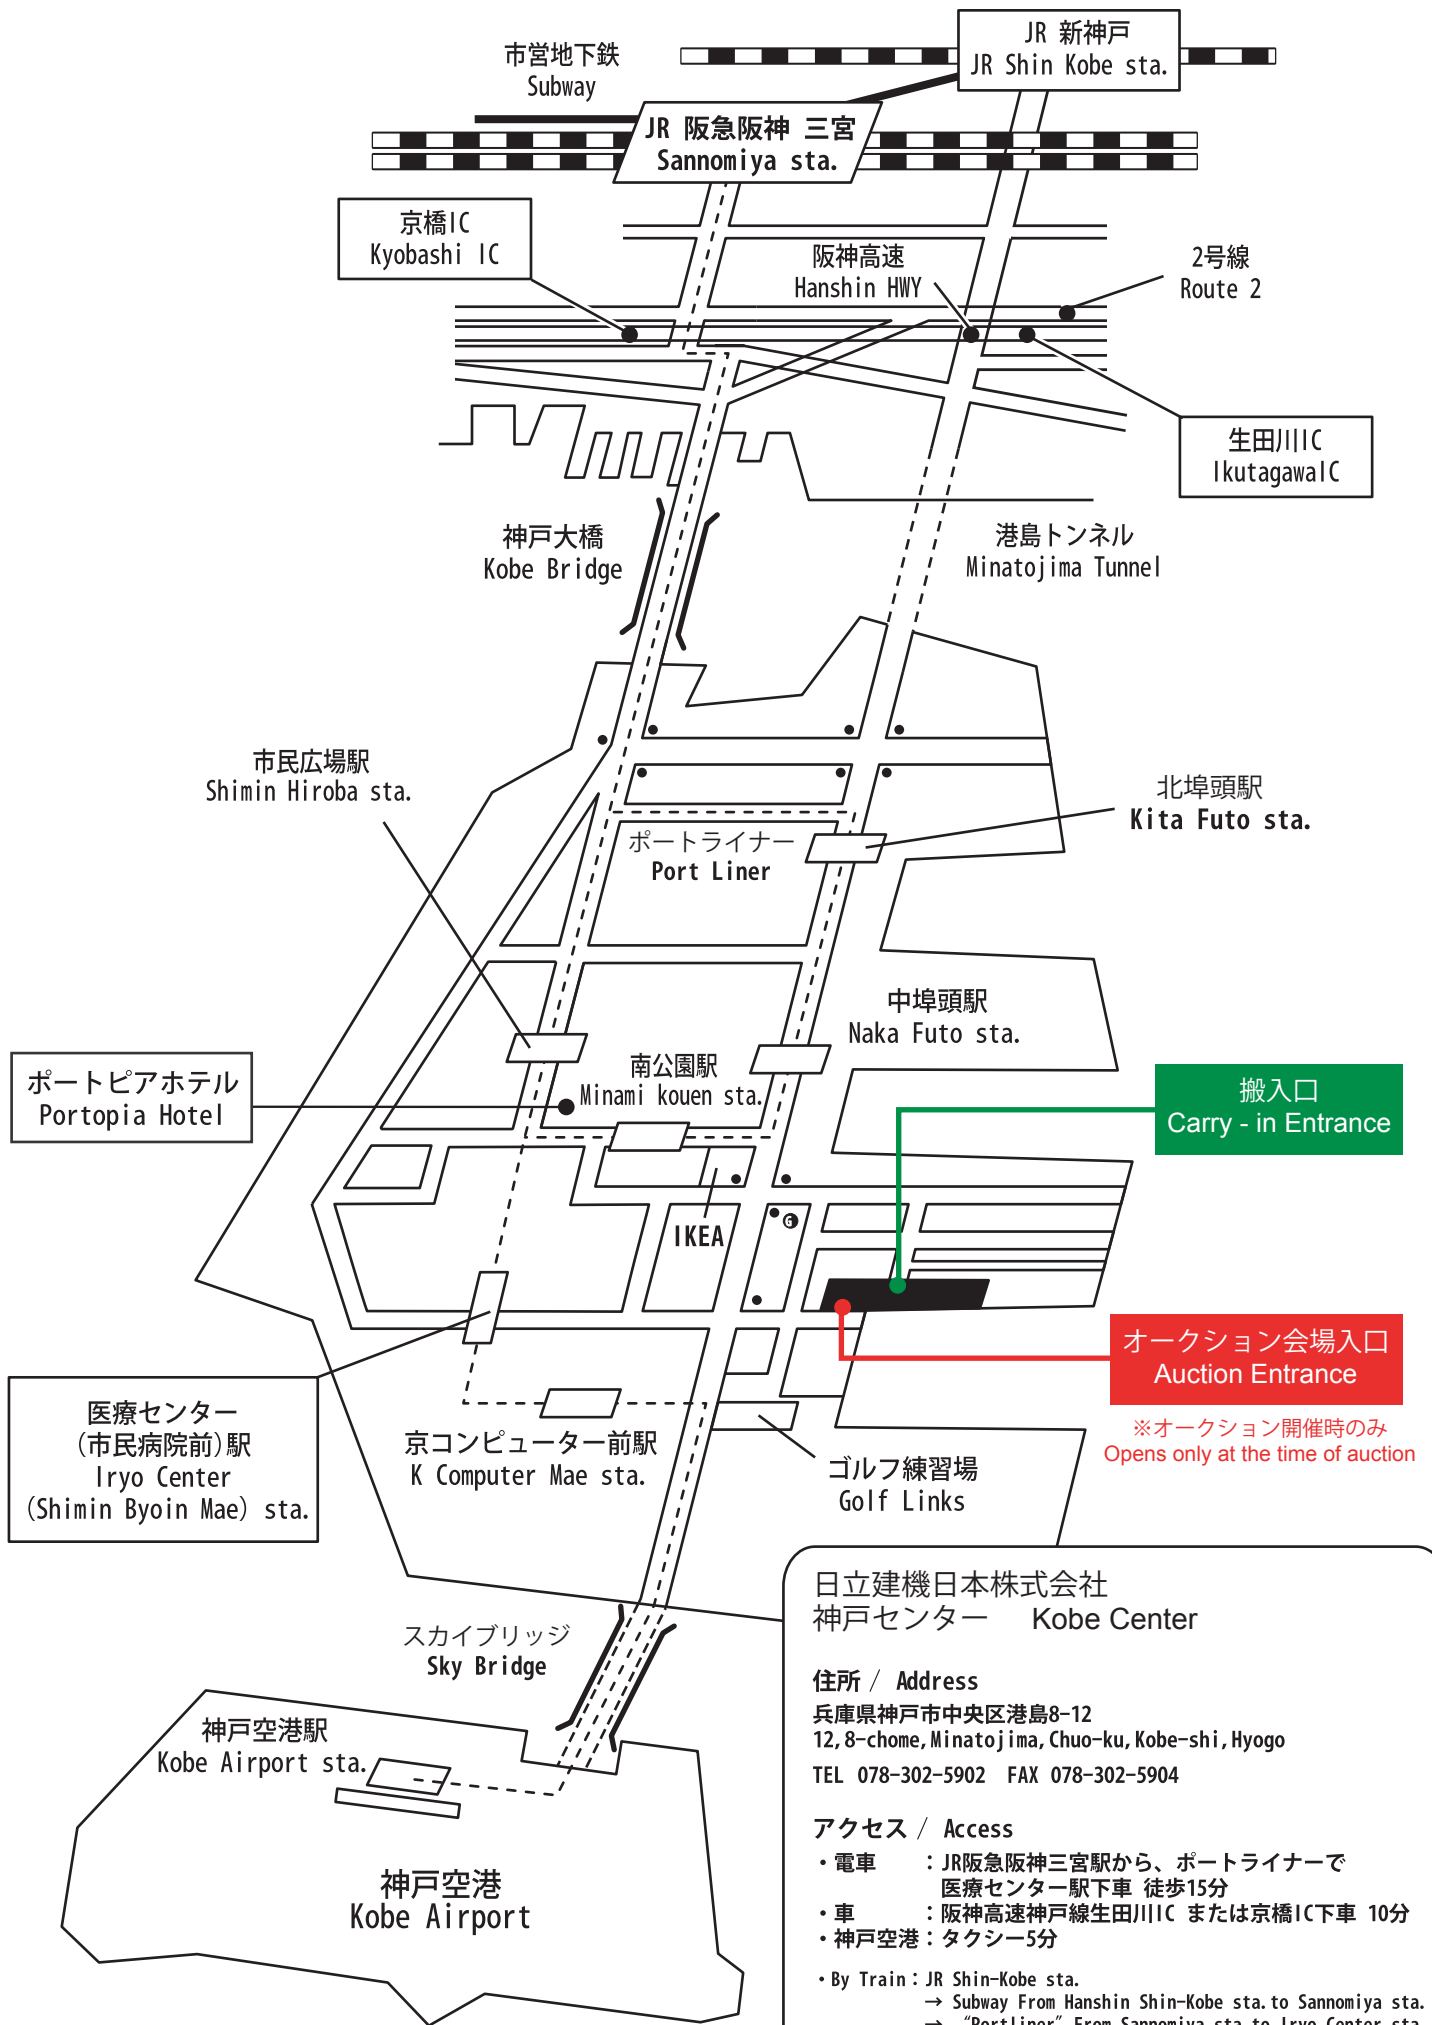 JR 新神戸
JR Shin Kobe sta.
市営地下鉄
Subway
JR 阪急阪神 三宮
Sannomiya sta.
京橋IC
Kyobashi IC
阪神高速
Hanshin HWY
2号線
Route 2
生田川IC
IkutagawaIC
神戸大橋
Kobe Bridge
港島トンネル
Minatojima Tunnel
市民広場駅
Shimin Hiroba sta.
北埠頭駅
Kita Futo sta.
ポートライナー
Port Liner
中埠頭駅
Naka Futo sta.
南公園駅
Minami kouen sta.
ポートピアホテル
Portopia Hotel
搬入口
Carry - in Entrance
IKEA
G
オークション会場入口
Auction Entrance
※オークション開催時のみ
Opens only at the time of auction
医療センター
(市民病院前)駅
Iryo Center
(Shimin Byoin Mae) sta.
京コンピューター前駅
K Computer Mae sta.
ゴルフ練習場
Golf Links
スカイブリッジ
Sky Bridge
神戸空港駅
Kobe Airport sta.
神戸空港
Kobe Airport
日立建機日本株式会社
神戸センター Kobe Center
住所 / Address
兵庫県神戸市中央区港島8-12
12,8-chome,Minatojima,Chuo-ku,Kobe-shi,Hyogo
TEL 078-302-5902 FAX 078-302-5904
アクセス / Access
・電車 ：JR阪急阪神三宮駅から、ポートライナーで
医療センター駅下車 徒歩15分
・車 ：阪神高速神戸線生田川IC または京橋IC下車 10分
・神戸空港：タクシー5分
・By Train：JR Shin-Kobe sta.
→ Subway From Hanshin Shin-Kobe sta. to Sannomiya sta.
→ "Portliner" From Sannomiya sta to Iryo Center sta